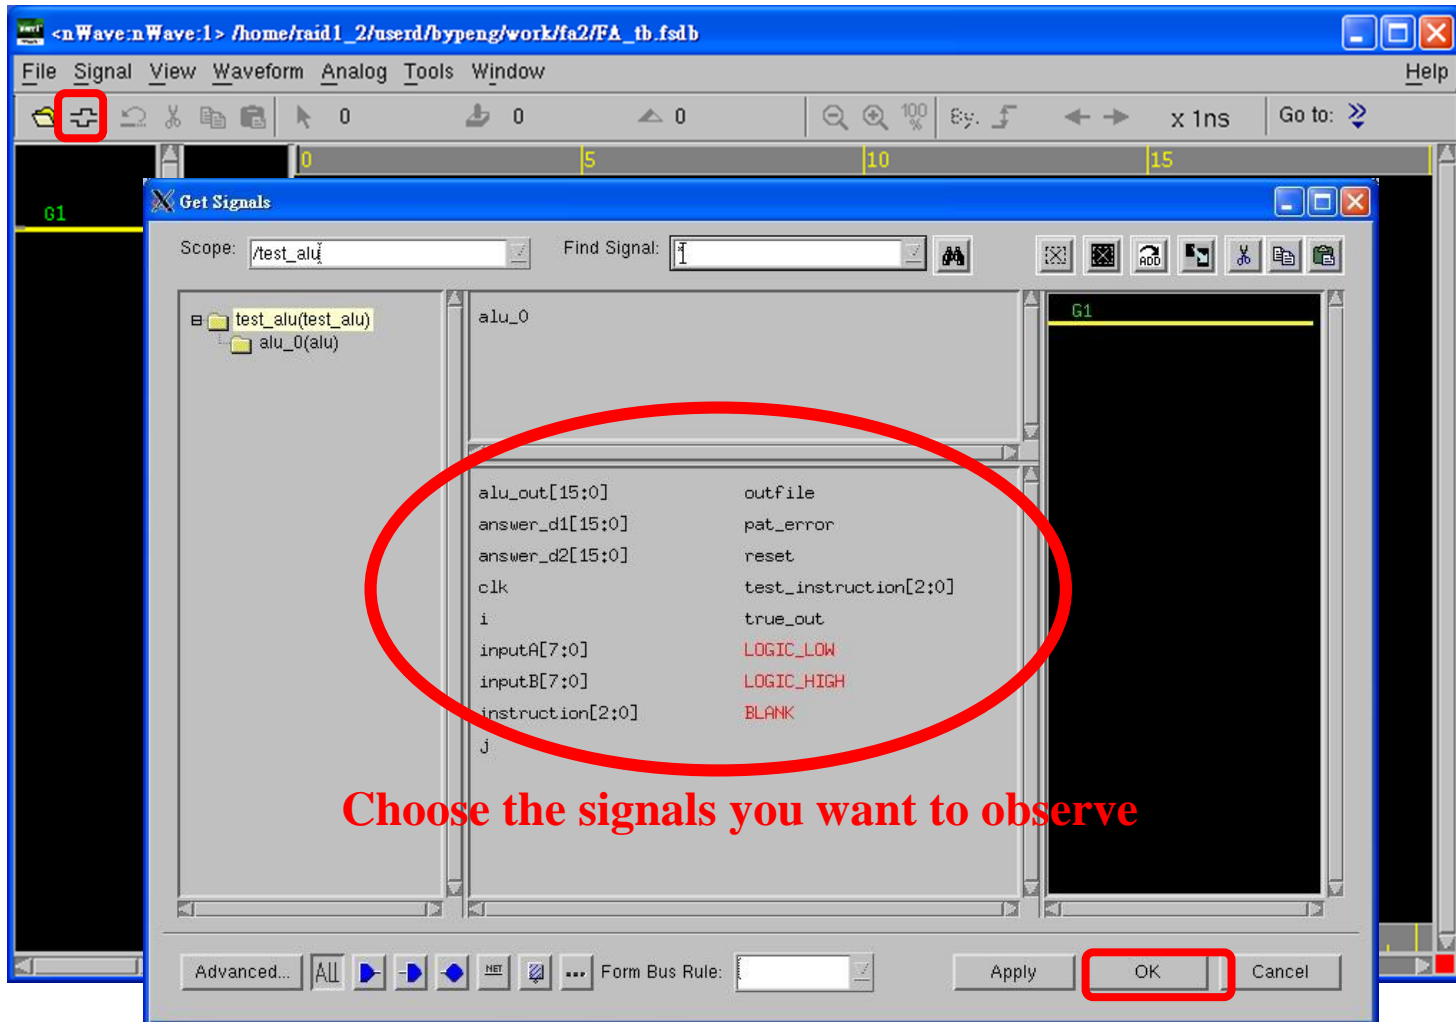 <nWave:nWave:1> /home/raid1_2/userd/bypeng/work/fa2/FA_tb.fsdb
File Signal View Waveform Analog Tools Window Help
0 0 0 100 % By: x 1ns Go to:
0 5 10 15
G1
Get Signals
Scope: /test_alu Find Signal: *
ADD
test_alu(test_alu)
alu_0(alu)
alu_0
G1
alu_out[15:0] outfile
answer_d1[15:0] pat_error
answer_d2[15:0] reset
clk test_instruction[2:0]
i true_out
inputA[7:0] LOGIC_LOW
inputB[7:0] LOGIC_HIGH
instruction[2:0] BLANK
j
Choose the signals you want to observe
Advanced... ALL NET ... Form Bus Rule: Apply OK Cancel